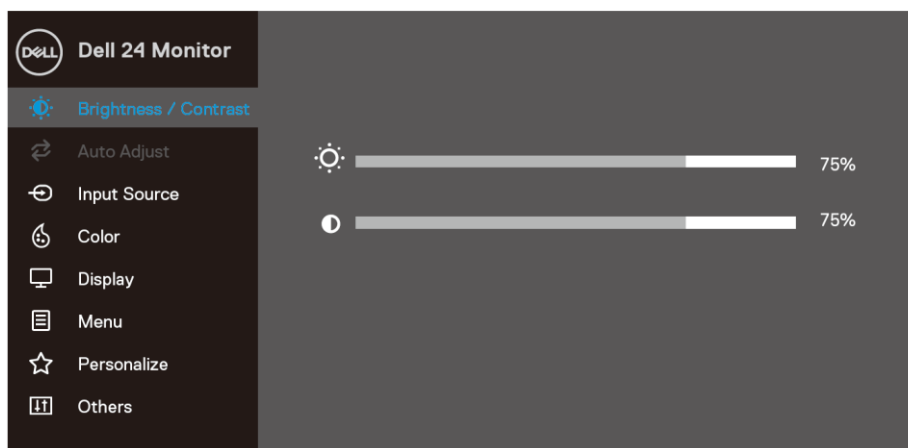 DELL
Dell 24 Monitor
Brightness / Contrast
Auto Adjust
75%
Input Source
75%
Color
Display
Menu
Personalize
Others